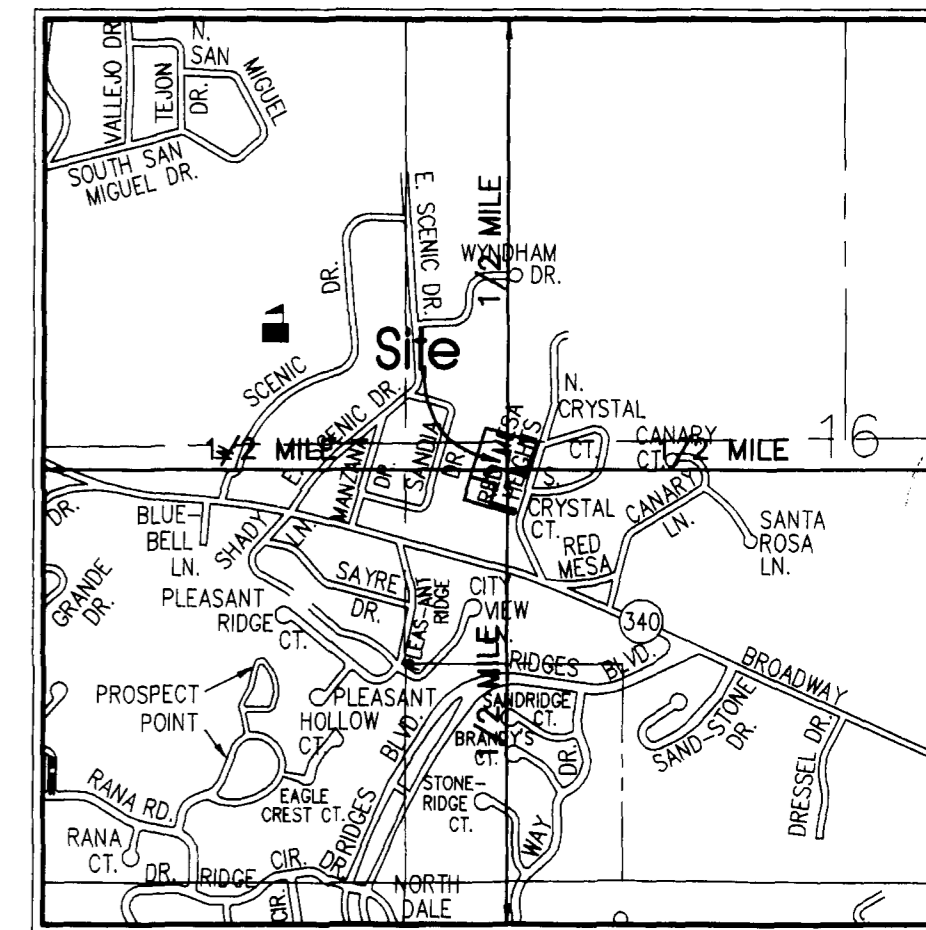 VALLEJO DR
N.
SAN
MIGUEL
TEJON
DR.
SOUTH SAN
MIGUEL DR.
E. SCENIC DR.
1/2 MILE
WYNDHAM
DR.
DR.
SCENIC
Site
E. SCENIC DR.
N.
CRYSTAL
CT.
RED MESA
HEIGHTS
16
1/2 MILE
1/2 MILE
CANARY
CT.
MANZANA
DR.
SANDIA
DR.
S.
CRYSTAL
CT.
CANARY
LN.
DR.
BLUE-
BELL
LN.
SHADY
LN.
RED
MESA
SANTA
ROSA
LN.
GRANDE
DR.
SAYRE
DR.
PLEAS-ANT
RIDGE
CITY
VIEW
PLEASANT
RIDGE
CT.
340
1/2 MILE
RIDGES
BLVD.
BROADWAY
PROSPECT
POINT
PLEASANT
HOLLOW
CT.
SANDRIDGE
CT.
BRANDY'S
CT.
DR.
SAND-STONE
DR.
DRESSEL DR.
RIDGES
BLVD.
STONE-
RIDGE
CT.
WAY
EAGLE
CREST CT.
RANA RD.
RANA
CT.
DR.
RIDGE
CIR.
DR.
CIR.
NORTH
DALE